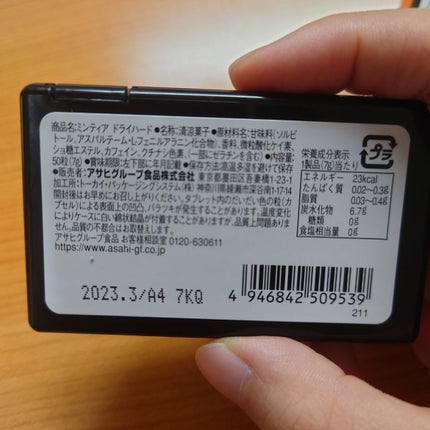 商品名:ミンティア ドライハード●名称:清涼菓子●原材料名:甘味料(ソルビ
トール、アスパルテーム・L-フェニルアラニン化合物)、香料、微粒酸化ケイ素、
ショ糖エステル、カフェイン、クチナシ色素、(一部にゼラチンを含む)●内容量:
50粒(7g)●賞味期限:左下部に年月記載●保存方法:高温多湿を避けて保存
●販売者:アサヒグループ食品株式会社 東京都墨田区吾妻橋1-23-1
加工所:トーカイ・パッケージングシステム(株)神奈川県綾瀬市深谷中1-17-14
開封後はお早めにお召し上がりください。タブレット内のだいだい色の粒(カ
プセル)による表面上の凹凸、バラツキが発生することがあります。温度変化
によりケースに白い綿状結晶が付着することがありますが、品質上問題ありま
せん。品質の不都合はお取替えします。
アサヒグループ食品 お客様相談室 0120-630611
https://www.asahi-gf.co.jp
プラ
栄養成分表示
1製品(7g)当たり
エネルギー 23kcal
たんぱく質 0.02~0.3g
脂質 0.03~0.4g
炭水化物 6.7g
糖類 0g
食塩相当量 0g
2023.3/A4 7KQ
4 946842 509539
211